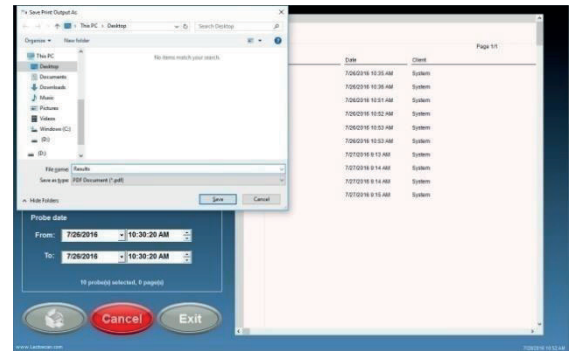 Save Print Output As
This PC > Desktop
Search Desktop
Organize
New folder
This PC
Desktop
Documents
Downloads
Music
Pictures
Videos
Windows (C:)
(D:)
(D:)
No items match your search.
File name: Results
Save as type: PDF Document (*.pdf)
Hide Folders
Save
Cancel
Page 1/1
Date Client
7/26/2016 10:35 AM System
7/26/2016 10:38 AM System
7/26/2016 10:51 AM System
7/26/2016 10:52 AM System
7/26/2016 10:53 AM System
7/26/2016 10:53 AM System
7/27/2016 9:13 AM System
7/27/2016 9:14 AM System
7/27/2016 9:14 AM System
7/27/2016 9:15 AM System
Probe date
From: 7/26/2016 10:30:20 AM
To: 7/26/2016 10:30:20 AM
10 probe(s) selected, 0 page(s)
Cancel
Exit